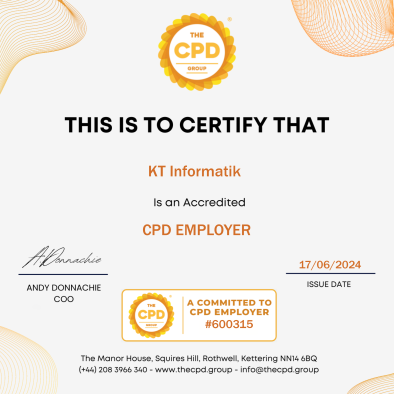 THE
CPD
GROUP
THIS IS TO CERTIFY THAT
KT Informatik
Is an Accredited
CPD EMPLOYER
A.Donnachie
17/06/2024
ANDY DONNACHIE
COO
ISSUE DATE
THE
CPD
GROUP
A COMMITTED TO
CPD EMPLOYER
#600315
The Manor House, Squires Hill, Rothwell, Kettering NN14 6BQ
(+44) 208 3966 340 - www.thecpd.group - info@thecpd.group